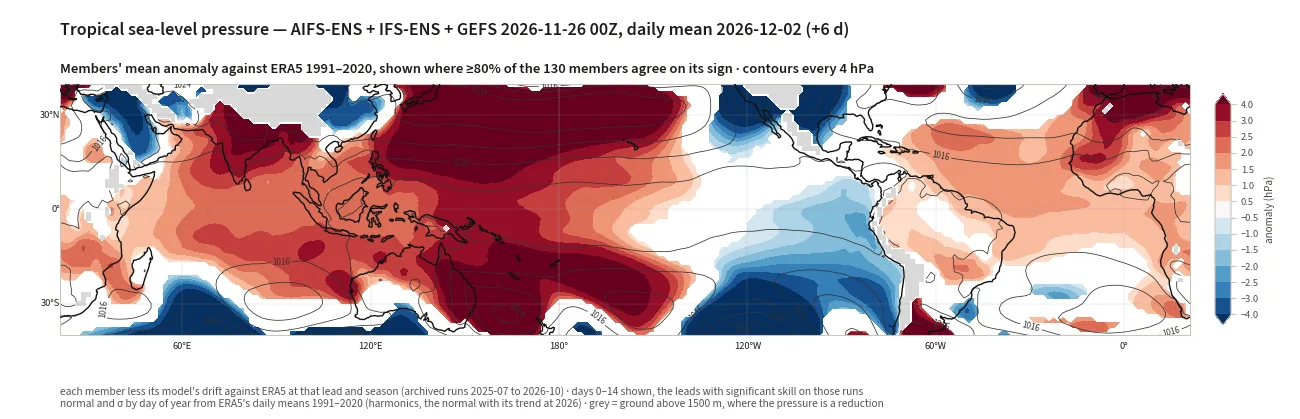 Tropical sea-level pressure — AIFS-ENS + IFS-ENS + GEFS 2026-11-26 00Z, daily mean 2026-12-02 (+6 d)
Members' mean anomaly against ERA5 1991–2020, shown where ≥80% of the 130 members agree on its sign · contours every 4 hPa
1024
1016
30°N
1016
1016
0°
1016
30°S
1016
1016
1016
1016
1016
60°E
120°E
180°
120°W
60°W
0°
4.0
3.0
2.5
2.0
1.5
1.0
0.5
−0.5
−1.0
−1.5
−2.0
−2.5
−3.0
−4.0
anomaly (hPa)
each member less its model's drift against ERA5 at that lead and season (archived runs 2025-07 to 2026-10) · days 0–14 shown, the leads with significant skill on those runs
normal and σ by day of year from ERA5's daily means 1991–2020 (harmonics, the normal with its trend at 2026) · grey = ground above 1500 m, where the pressure is a reduction